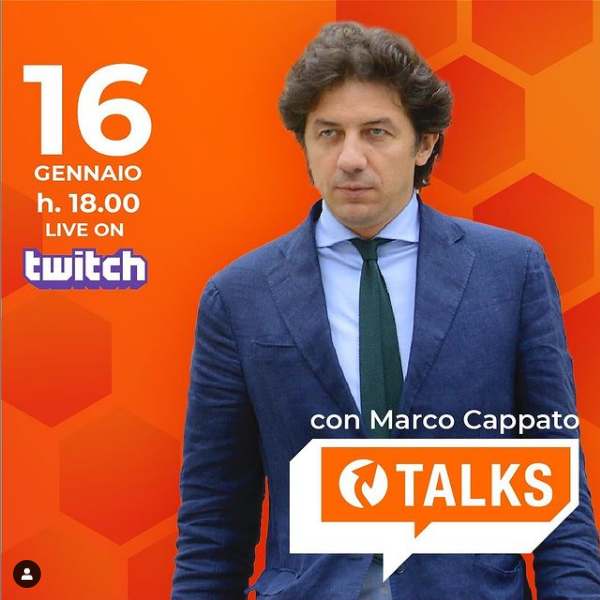 16
GENNAIO
h. 18.00
LIVE ON
twitch
con Marco Cappato
TALKS